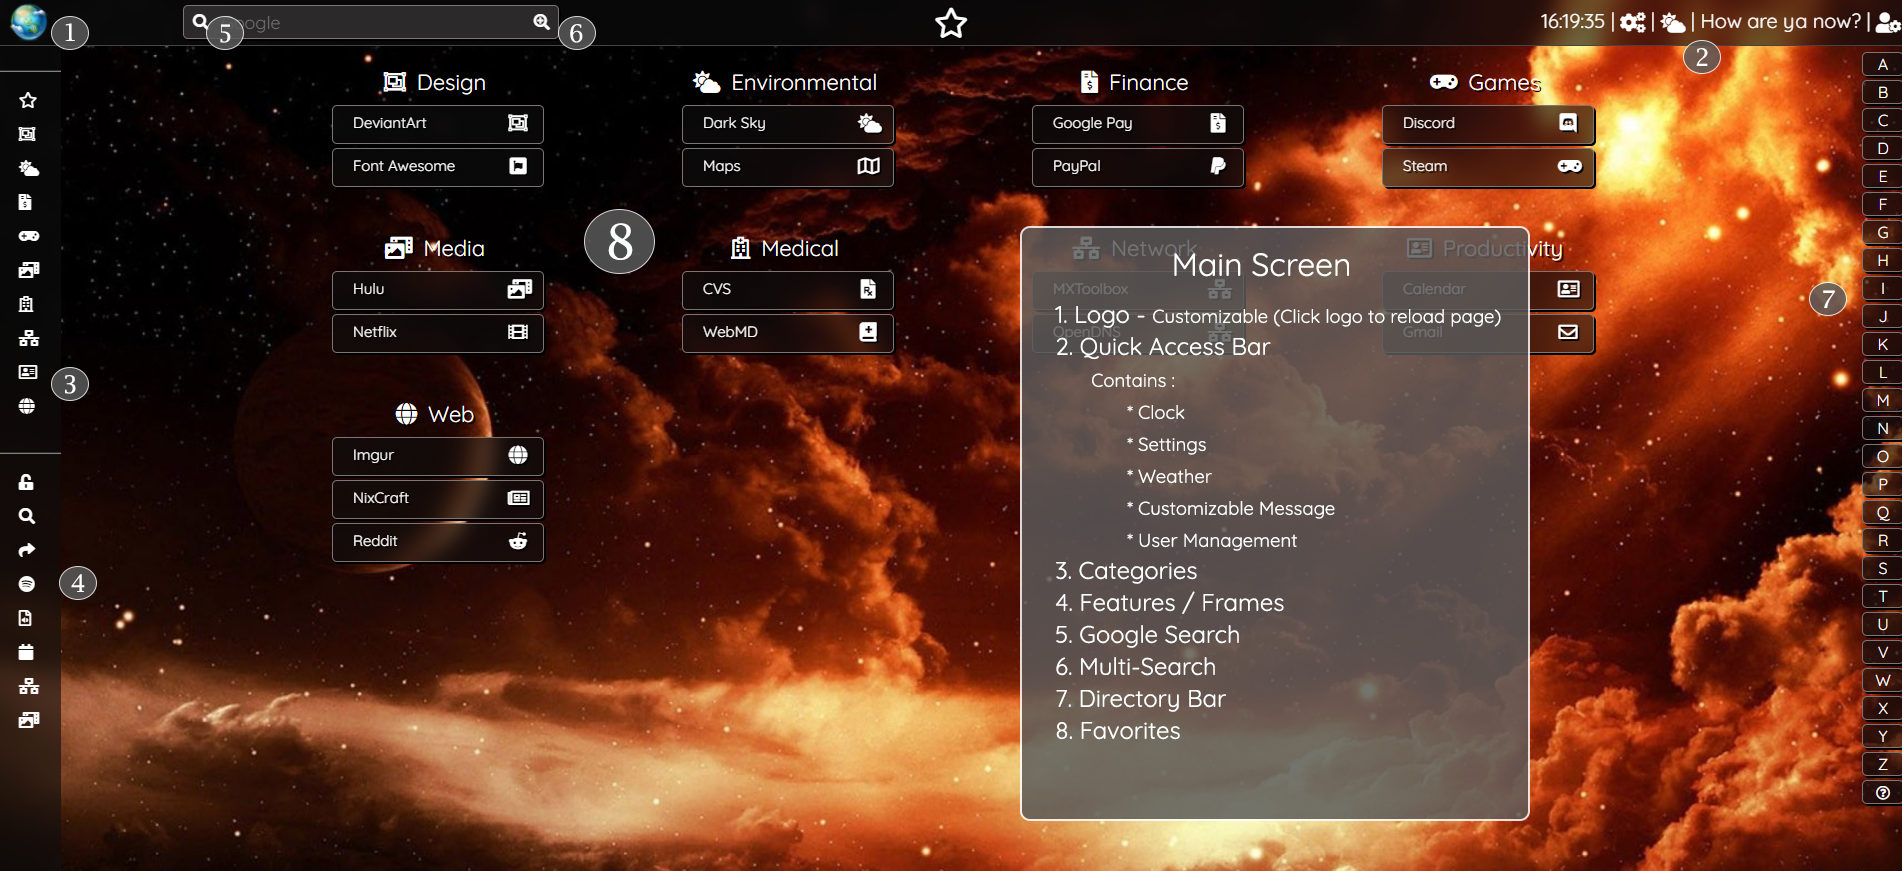 1
5
Google
6
16:19:35 | | | How are ya now? |
2
Design
DeviantArt
Font Awesome
Environmental
Dark Sky
Maps
Finance
Google Pay
PayPal
Games
Discord
Steam
Media
Hulu
Netflix
8
Medical
CVS
WebMD
Network
MXToolbox
OpenDNS
Productivity
Calendar
Gmail
Web
Imgur
NixCraft
Reddit
3
4
Main Screen
1. Logo - Customizable (Click logo to reload page)
2. Quick Access Bar
Contains :
* Clock
* Settings
* Weather
* Customizable Message
* User Management
3. Categories
4. Features / Frames
5. Google Search
6. Multi-Search
7. Directory Bar
8. Favorites
7
A
B
C
D
E
F
G
H
I
J
K
L
M
N
O
P
Q
R
S
T
U
V
W
X
Y
Z